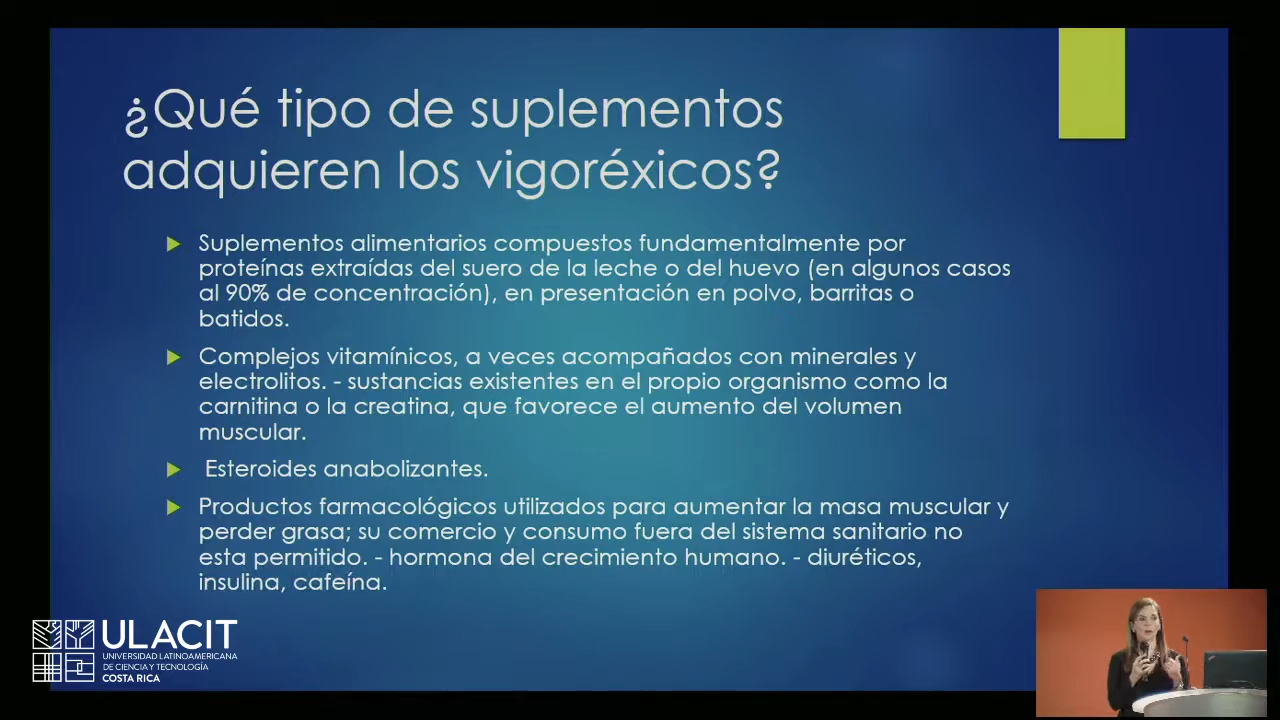 ¿Qué tipo de suplementos
adquieren los vigoréxicos?
Suplementos alimentarios compuestos fundamentalmente por
proteínas extraídas del suero de la leche o del huevo (en algunos casos
al 90% de concentración), en presentación en polvo, barritas o
batidos.
Complejos vitamínicos, a veces acompañados con minerales y
electrolitos. - sustancias existentes en el propio organismo como la
carnitina o la creatina, que favorece el aumento del volumen
muscular.
Esteroides anabolizantes.
Productos farmacológicos utilizados para aumentar la masa muscular y
perder grasa; su comercio y consumo fuera del sistema sanitario no
esta permitido. - hormona del crecimiento humano. - diuréticos,
insulina, cafeína.
ULACIT
UNIVERSIDAD LATINOAMERICANA
DE CIENCIA Y TECNOLOGÍA
COSTA RICA